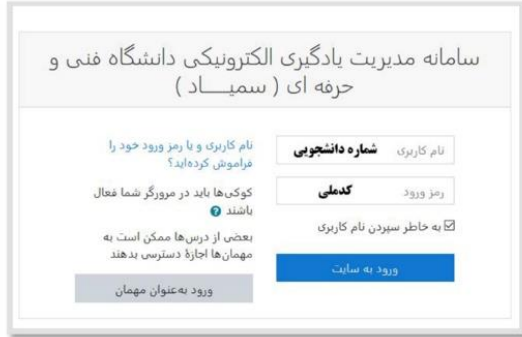 سامانه مدیریت یادگیری الکترونیکی دانشگاه فنی و
حرفه ای ( سمیـــاد )
نام کاربری شماره دانشجویی
رمز ورود کدملی
☑ به خاطر سپردن نام کاربری
ورود به سایت
نام کاربری و یا رمز ورود خود را
فراموش کرده‌اید؟
کوکی‌ها باید در مرورگر شما فعال
باشند ?
بعضی از درس‌ها ممکن است به
مهمان‌ها اجازهٔ دسترسی بدهند
ورود به‌عنوان مهمان